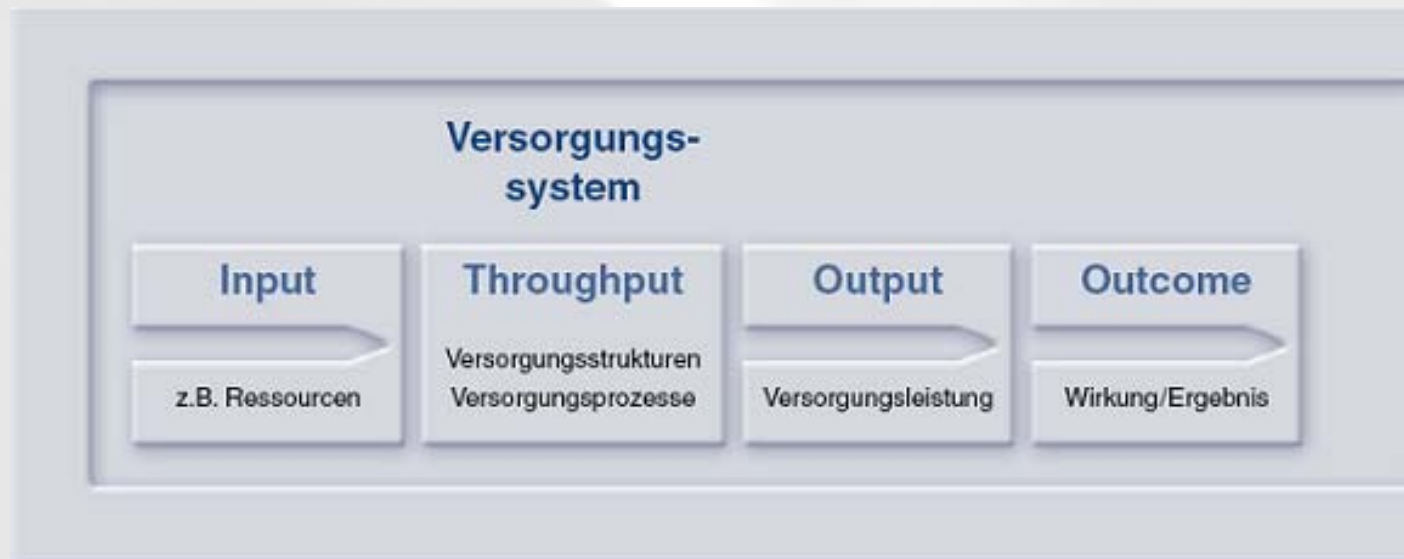 Versorgungs-
system
Input
z.B. Ressourcen
Throughput
Versorgungsstrukturen
Versorgungsprozesse
Output
Versorgungsleistung
Outcome
Wirkung/Ergebnis